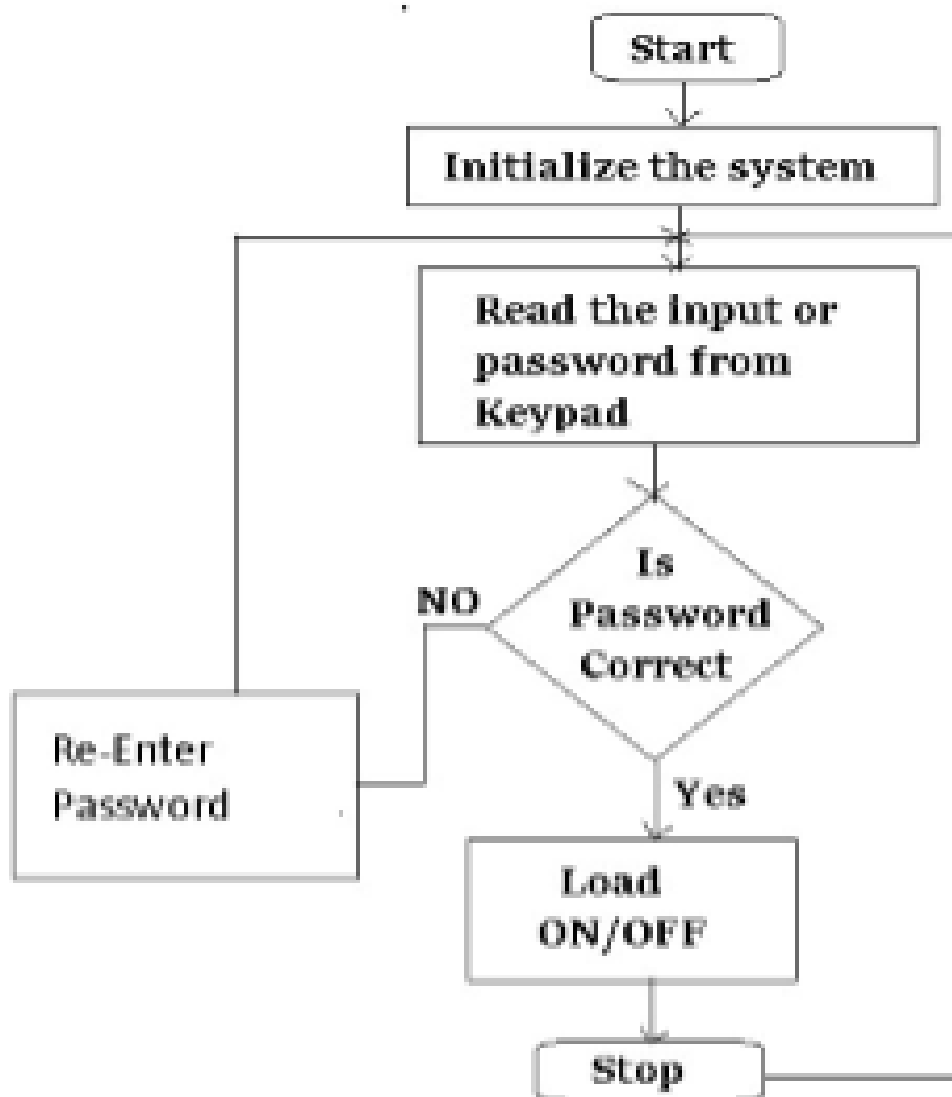 Start
Initialize the system
Read the input or
password from
Keypad
Is
Password
Correct
NO
Re-Enter
Password
Yes
Load
ON/OFF
Stop